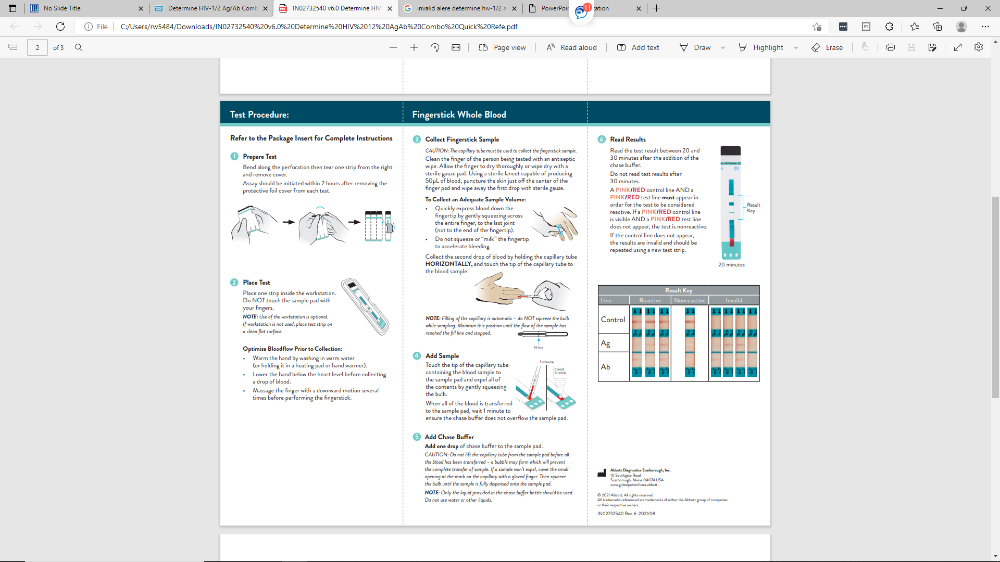 No Slide Title
Determine HIV-1/2 Ag/Ab Comb
IN02732540 v6.0 Determine HIV
invalid alere determine hiv-1/2 a
PowerPoi
tation
11
File
C:/Users/rw5484/Downloads/IN02732540%20v6.0%20Determine%20HIV%2012%20AgAb%20Combo%20Quick%20Refe.pdf
2
of 3
Page view
Read aloud
Add text
Draw
Highlight
Erase
Test Procedure:
Refer to the Package Insert for Complete Instructions
1 Prepare Test
Bend along the perforation then tear one strip from the right
and remove cover.
Assay should be initiated within 2 hours after removing the
protective foil cover from each test.
2 Place Test
Place one strip inside the workstation.
Do NOT touch the sample pad with
your fingers.
NOTE: Use of the workstation is optional.
If workstation is not used, place test strip on
a clean flat surface.
Optimize Bloodflow Prior to Collection:
• Warm the hand by washing in warm water
(or holding it in a heating pad or hand warmer).
• Lower the hand below the heart level before collecting
a drop of blood.
• Massage the finger with a downward motion several
times before performing the fingerstick.
Fingerstick Whole Blood
3 Collect Fingerstick Sample
CAUTION: The capillary tube must be used to collect the fingerstick sample.
Clean the finger of the person being tested with an antiseptic
wipe. Allow the finger to dry thoroughly or wipe dry with a
sterile gauze pad. Using a sterile lancet capable of producing
50µL of blood, puncture the skin just off the center of the
finger pad and wipe away the first drop with sterile gauze.
To Collect an Adequate Sample Volume:
• Quickly express blood down the
fingertip by gently squeezing across
the entire finger, to the last joint
(not to the end of the fingertip).
• Do not squeeze or “milk” the fingertip
to accelerate bleeding.
Collect the second drop of blood by holding the capillary tube
HORIZONTALLY, and touch the tip of the capillary tube to
the blood sample.
NOTE: Filling of the capillary is automatic – do NOT squeeze the bulb
while sampling. Maintain this position until the flow of the sample has
reached the fill line and stopped.
fill line
4 Add Sample
Touch the tip of the capillary tube
containing the blood sample to
the sample pad and expel all of
the contents by gently squeezing
the bulb.
When all of the blood is transferred
to the sample pad, wait 1 minute to
ensure the chase buffer does not overflow the sample pad.
1 minute
CHASE
BUFFER
5 Add Chase Buffer
Add one drop of chase buffer to the sample pad.
CAUTION: Do not lift the capillary tube from the sample pad before all
the blood has been transferred – a bubble may form which will prevent
the complete transfer of sample. If a sample won’t expel, cover the small
opening at the mark on the capillary with a gloved finger. Then squeeze
the bulb until the sample is fully dispensed onto the sample pad.
NOTE: Only the liquid provided in the chase buffer bottle should be used.
Do not use water or other liquids.
6 Read Results
Read the test result between 20 and
30 minutes after the addition of the
chase buffer.
Do not read test results after
30 minutes.
A PINK/RED control line AND a
PINK/RED test line must appear in
order for the test to be considered
reactive. If a PINK/RED control line
is visible AND a PINK/RED test line
does not appear, the test is nonreactive.
If the control line does not appear,
the results are invalid and should be
repeated using a new test strip.
HIV Combo
A 20
Result
Key
20 minutes
Result Key
Line Reactive Nonreactive Invalid
Control
Ag
Ab
Abbott Diagnostics Scarborough, Inc.
10 Southgate Road
Scarborough, Maine 04074 USA
www.globalpointofcare.abbott
© 2021 Abbott. All rights reserved.
All trademarks referenced are trademarks of either the Abbott group of companies
or their respective owners.
IN02732540 Rev. 6 2021/08